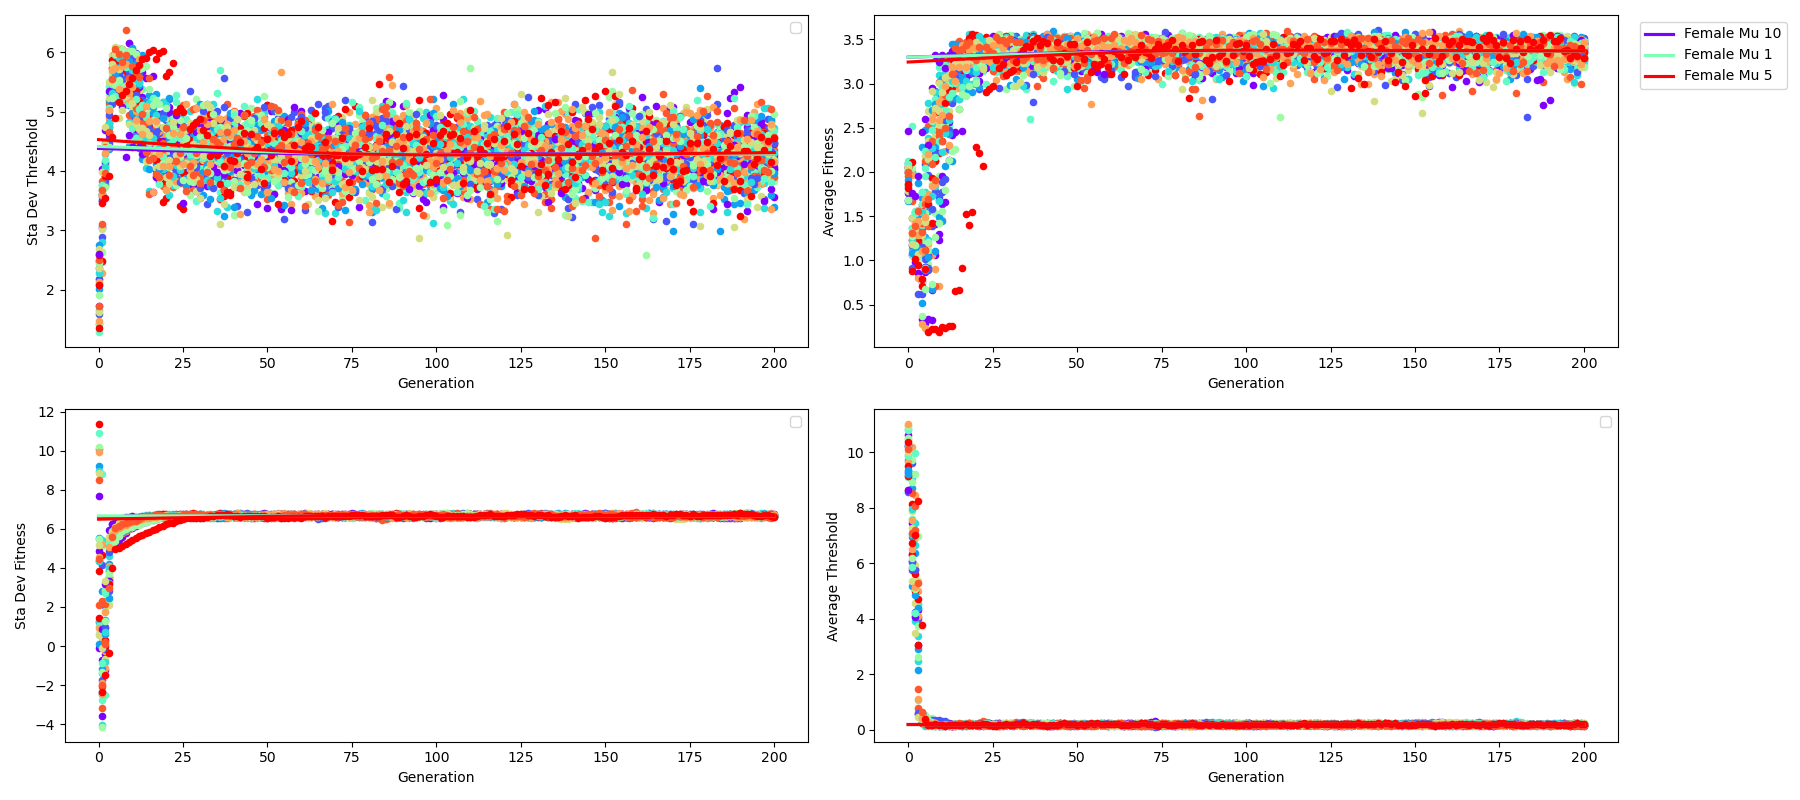 Sta Dev Threshold
6
5
4
3
2
0 25 50 75 100 125 150 175 200
Generation
Average Fitness
3.5
3.0
2.5
2.0
1.5
1.0
0.5
0 25 50 75 100 125 150 175 200
Generation
Female Mu 10
Female Mu 1
Female Mu 5
Sta Dev Fitness
12
10
8
6
4
2
0
−2
−4
0 25 50 75 100 125 150 175 200
Generation
Average Threshold
10
8
6
4
2
0
0 25 50 75 100 125 150 175 200
Generation